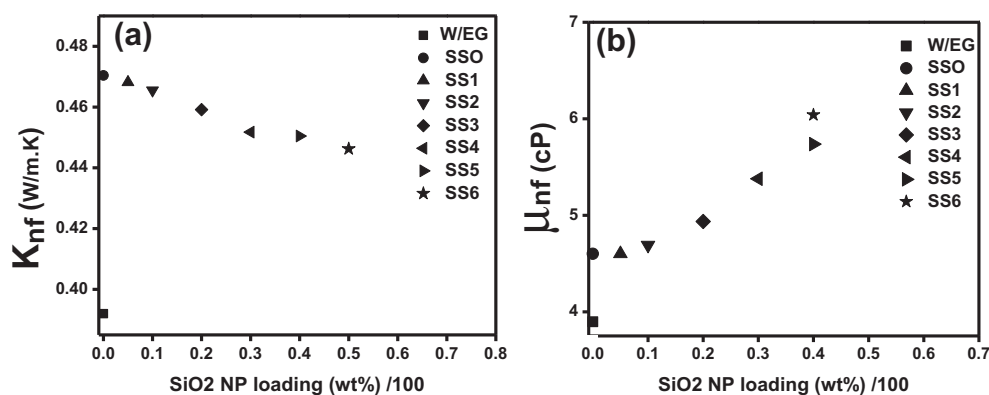 (a)
W/EG
SSO
SS1
SS2
SS3
SS4
SS5
SS6
0.48
0.46
0.44
0.42
0.40
Knf (W/m.K)
0.0 0.1 0.2 0.3 0.4 0.5 0.6 0.7 0.8
SiO2 NP loading (wt%) /100
(b)
W/EG
SSO
SS1
SS2
SS3
SS4
SS5
SS6
7
6
5
4
μnf (cP)
0.0 0.1 0.2 0.3 0.4 0.5 0.6 0.7
SiO2 NP loading (wt%) /100